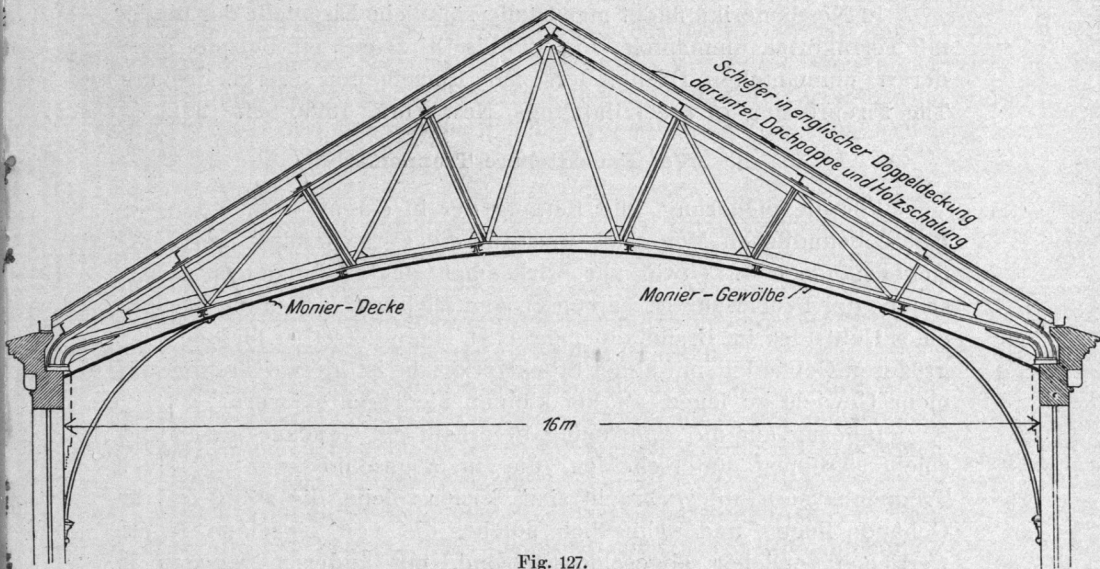 Schiefer in englischer Doppeldeckung
darunter Dachpappe und Holzschalung
Monier-Decke
Monier-Gewölbe
16m
Fig. 127.